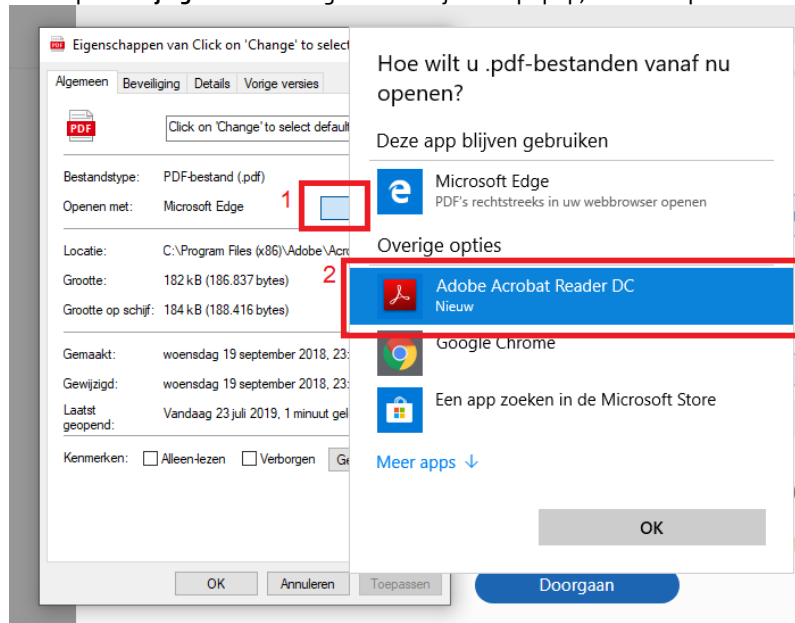 Eigenschappen van Click on 'Change' to select
Algemeen Beveiliging Details Vorige versies
PDF
Click on 'Change' to select default
Bestandstype: PDF-bestand (.pdf)
Openen met: Microsoft Edge
1
Locatie: C:\Program Files (x86)\Adobe\Acro
Grootte: 182 kB (186.837 bytes)
2
Grootte op schijf: 184 kB (188.416 bytes)
Gemaakt: woensdag 19 september 2018, 23:
Gewijzigd: woensdag 19 september 2018, 23:
Laatst geopend: Vandaag 23 juli 2019, 1 minuut gel
Kenmerken: Alleen-lezen Verborgen Ge
OK Annuleren Toepassen
Hoe wilt u .pdf-bestanden vanaf nu
openen?
Deze app blijven gebruiken
Microsoft Edge
PDF's rechtstreeks in uw webbrowser openen
Overige opties
Adobe Acrobat Reader DC
Nieuw
Google Chrome
Een app zoeken in de Microsoft Store
Meer apps ↓
OK
Doorgaan